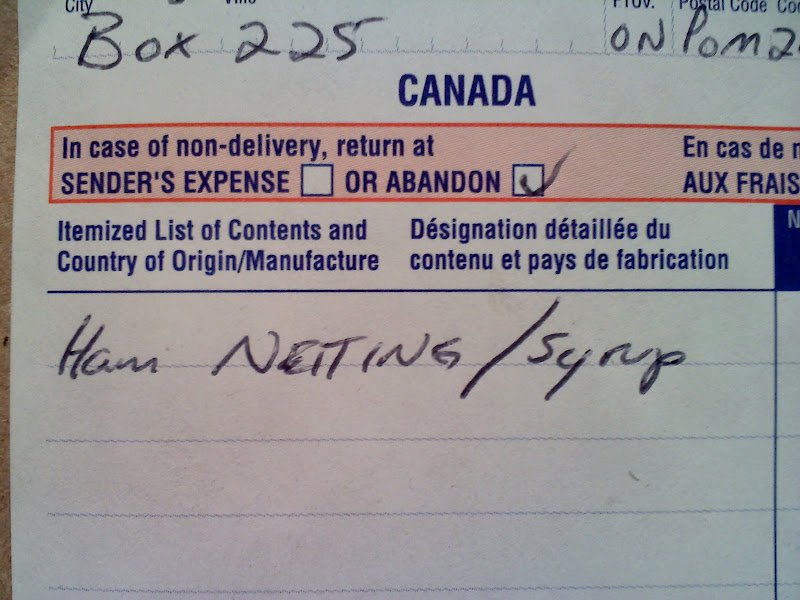 City Ville Prov. Postal Code
Box 225 ON P0M2
CANADA
In case of non-delivery, return at En cas de
SENDER'S EXPENSE OR ABANDON AUX FRAIS
Itemized List of Contents and Désignation détaillée du
Country of Origin/Manufacture contenu et pays de fabrication
Ham NETTING / Syrup